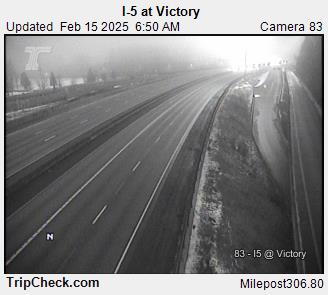 I-5 at Victory
Updated Feb 15 2025 6:50 AM Camera 83
T
N
83 - I5 @ Victory
TripCheck.com Milepost306.80